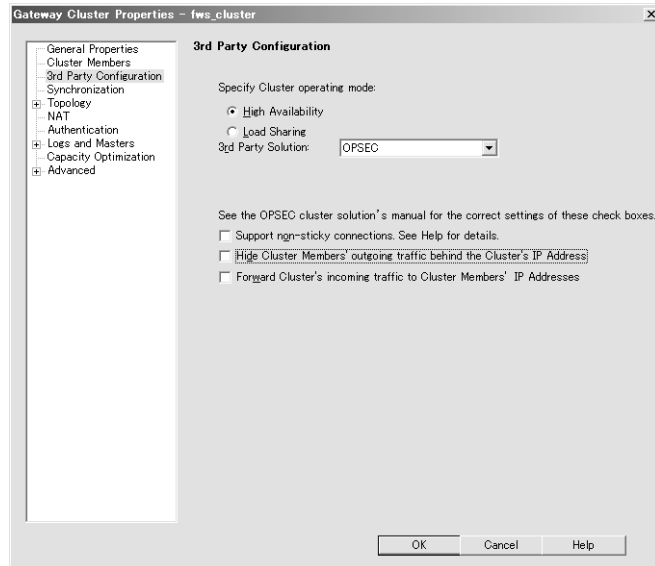 Gateway Cluster Properties - fws_cluster
General Properties
Cluster Members
3rd Party Configuration
Synchronization
Topology
NAT
Authentication
Logs and Masters
Capacity Optimization
Advanced
3rd Party Configuration
Specify Cluster operating mode:
High Availability
Load Sharing
3rd Party Solution: OPSEC
See the OPSEC cluster solution's manual for the correct settings of these check boxes.
Support non-sticky connections. See Help for details.
Hide Cluster Members' outgoing traffic behind the Cluster's IP Address
Forward Cluster's incoming traffic to Cluster Members' IP Addresses
OK Cancel Help